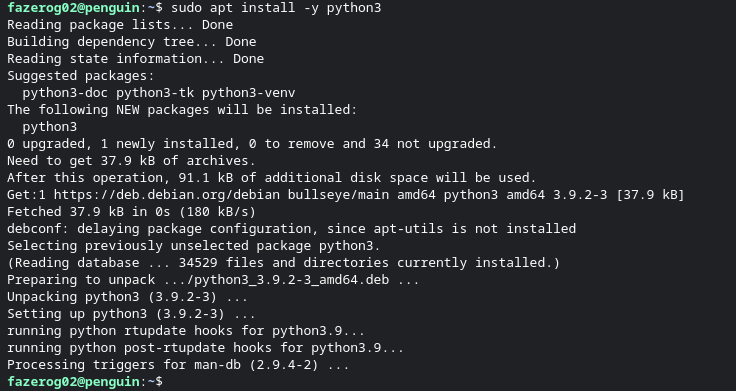 fazerog02@penguin:~$ sudo apt install -y python3
Reading package lists... Done
Building dependency tree... Done
Reading state information... Done
Suggested packages:
  python3-doc python3-tk python3-venv
The following NEW packages will be installed:
  python3
0 upgraded, 1 newly installed, 0 to remove and 34 not upgraded.
Need to get 37.9 kB of archives.
After this operation, 91.1 kB of additional disk space will be used.
Get:1 https://deb.debian.org/debian bullseye/main amd64 python3 amd64 3.9.2-3 [37.9 kB]
Fetched 37.9 kB in 0s (180 kB/s)
debconf: delaying package configuration, since apt-utils is not installed
Selecting previously unselected package python3.
(Reading database ... 34529 files and directories currently installed.)
Preparing to unpack .../python3_3.9.2-3_amd64.deb ...
Unpacking python3 (3.9.2-3) ...
Setting up python3 (3.9.2-3) ...
running python rtupdate hooks for python3.9...
running python post-rtupdate hooks for python3.9...
Processing triggers for man-db (2.9.4-2) ...
fazerog02@penguin:~$